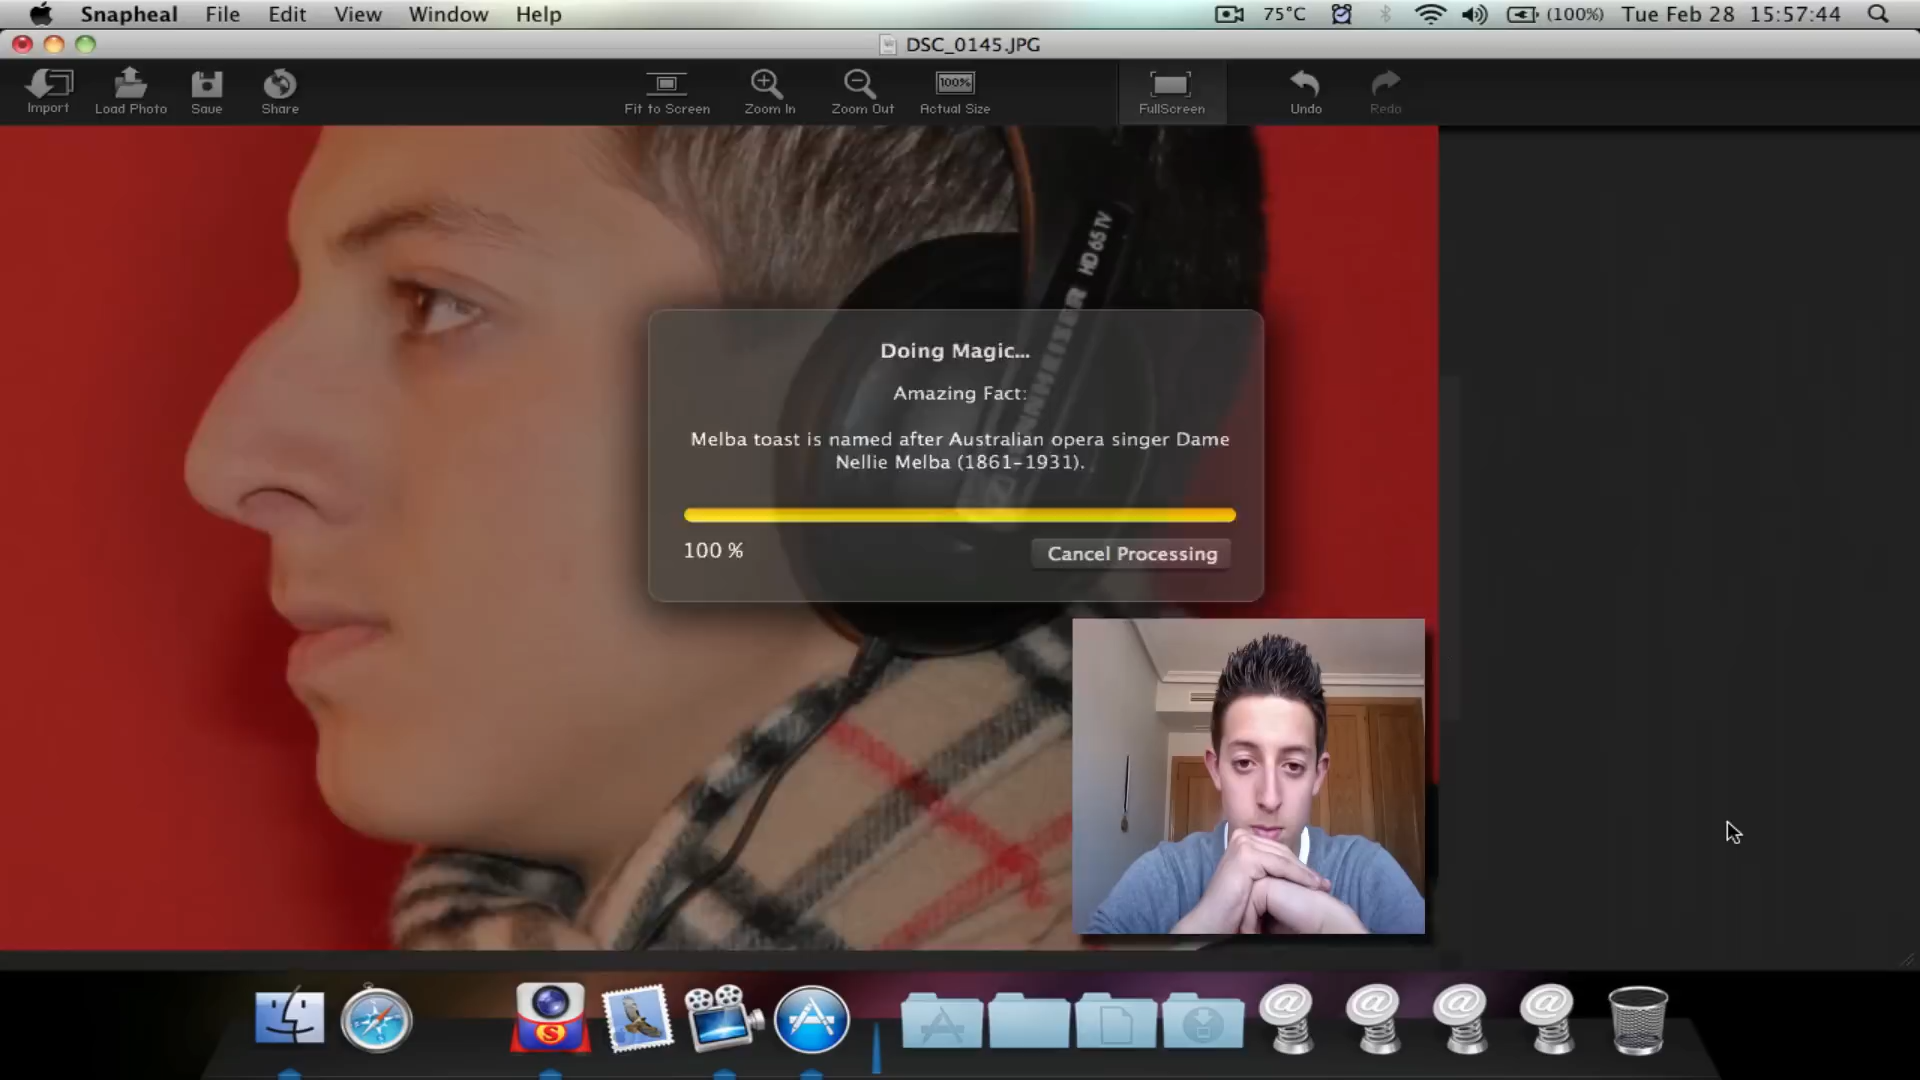 Snapheal File Edit View Window Help 75°C (100%) Tue Feb 28 15:57:44
DSC_0145.JPG
Import Load Photo Save Share Fit to Screen Zoom In Zoom Out 100% Actual Size FullScreen Undo Redo
HD 65 TV
Doing Magic...
Amazing Fact:
Melba toast is named after Australian opera singer Dame
Nellie Melba (1861-1931).
100 %
Cancel Processing